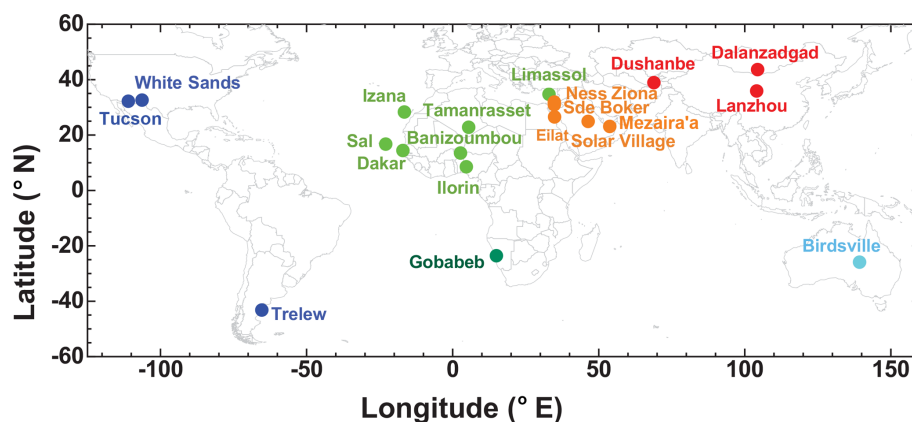 60
40
20
0
-20
-40
-60
Latitude (° N)
Dalanzadgad
Dushanbe
Limassol
White Sands
Ness Ziona
Izana
Lanzhou
Tamanrasset
Sde Boker
Tucson
Mezaira'a
Sal
Banizoumbou
Eilat
Solar Village
Dakar
Ilorin
Birdsville
Gobabeb
Trelew
-100
-50
0
50
100
150
Longitude (° E)